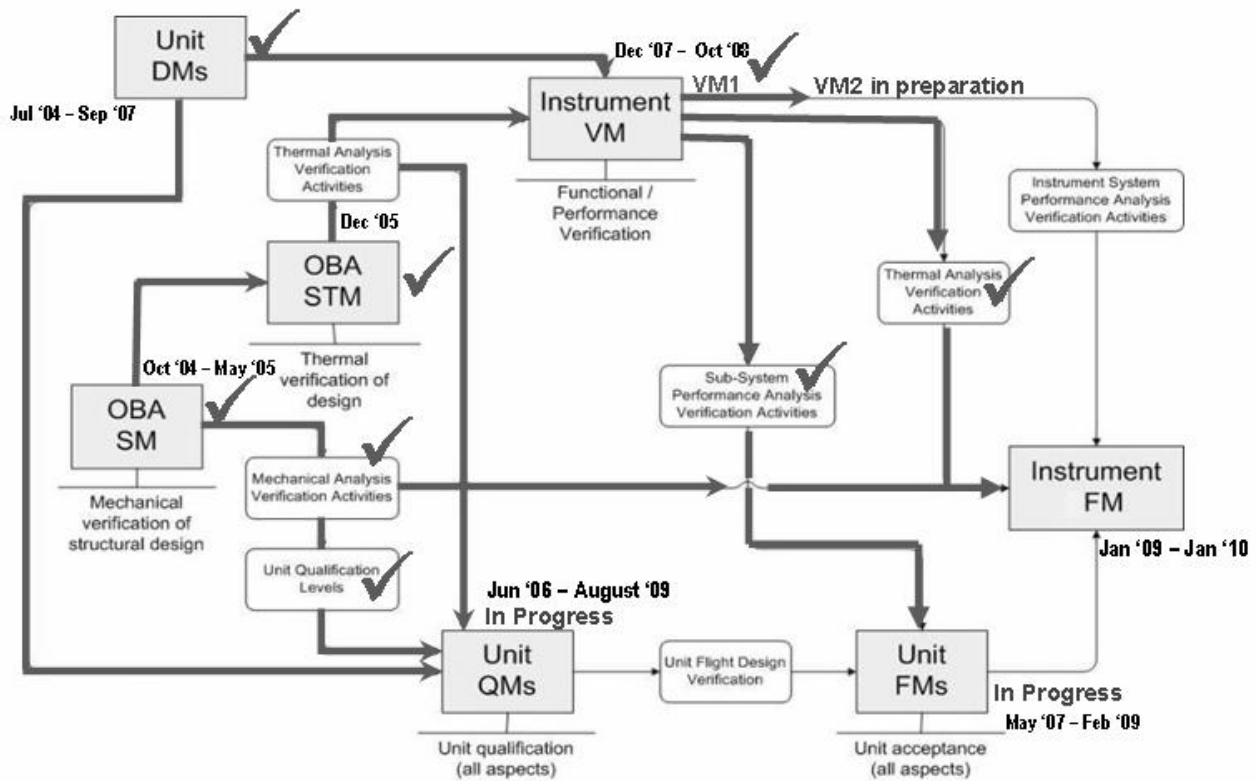 Unit
DMs
Jul '04 – Sep '07
Dec '07 – Oct '08
VM1
VM2 in preparation
Instrument
VM
Functional /
Performance
Verification
Thermal Analysis
Verification
Activities
Dec '05
OBA
STM
Thermal
verification of
design
Instrument System
Performance Analysis
Verification Activities
Thermal Analysis
Verification
Activities
Oct '04 – May '05
OBA
SM
Mechanical
verification of
structural design
Sub-System
Performance Analysis
Verification Activities
Mechanical Analysis
Verification Activities
Unit Qualification
Levels
Instrument
FM
Jan '09 – Jan '10
Jun '06 – August '09
In Progress
Unit
QMs
Unit qualification
(all aspects)
Unit Flight Design
Verification
Unit
FMs
In Progress
May '07 – Feb '09
Unit acceptance
(all aspects)